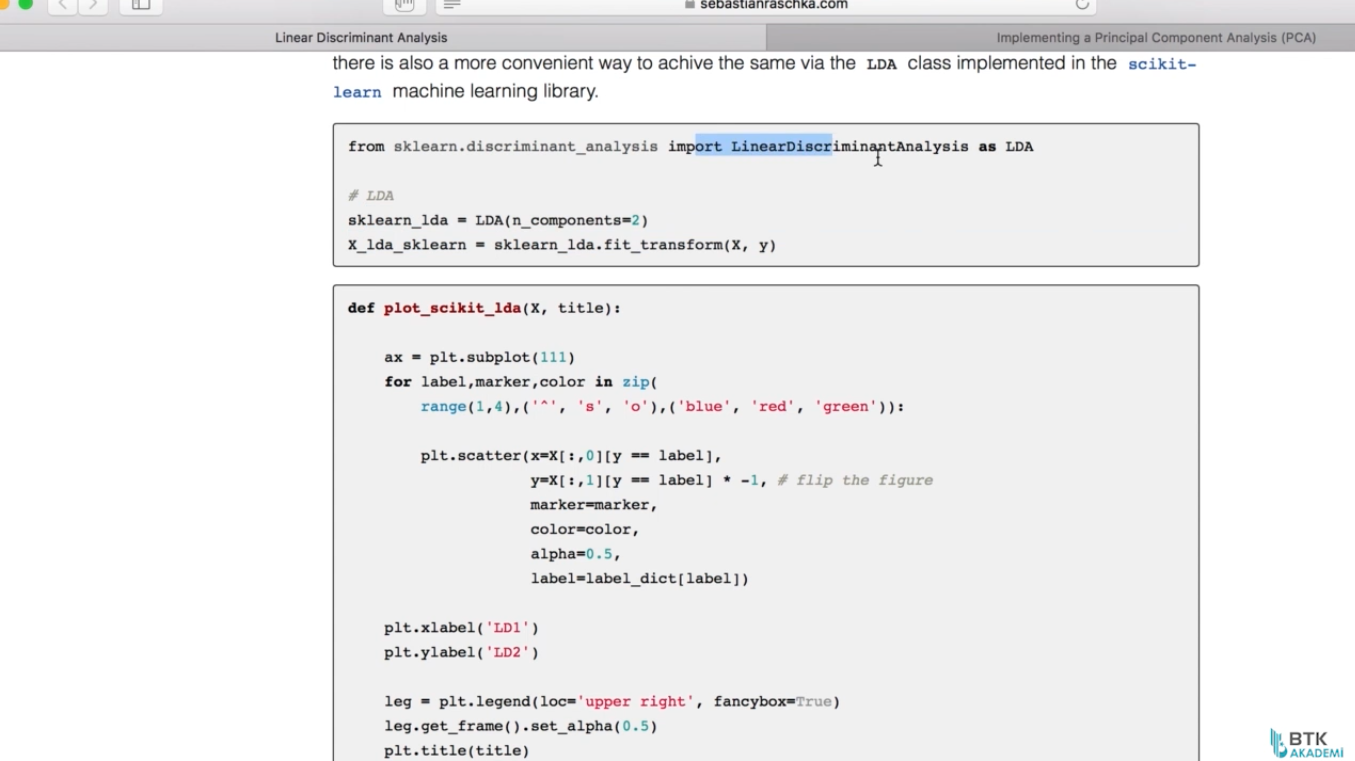 sebastianraschka.com
Linear Discriminant Analysis
Implementing a Principal Component Analysis (PCA)
there is also a more convenient way to achive the same via the LDA class implemented in the scikit-
learn machine learning library.
from sklearn.discriminant_analysis import LinearDiscriminantAnalysis as LDA
# LDA
sklearn_lda = LDA(n_components=2)
X_lda_sklearn = sklearn_lda.fit_transform(X, y)
def plot_scikit_lda(X, title):
    ax = plt.subplot(111)
    for label,marker,color in zip(
        range(1,4),('^', 's', 'o'),('blue', 'red', 'green')):
        plt.scatter(x=X[:,0][y == label],
                    y=X[:,1][y == label] * -1, # flip the figure
                    marker=marker,
                    color=color,
                    alpha=0.5,
                    label=label_dict[label])
    plt.xlabel('LD1')
    plt.ylabel('LD2')
    leg = plt.legend(loc='upper right', fancybox=True)
    leg.get_frame().set_alpha(0.5)
    plt.title(title)
BTK
AKADEMİ